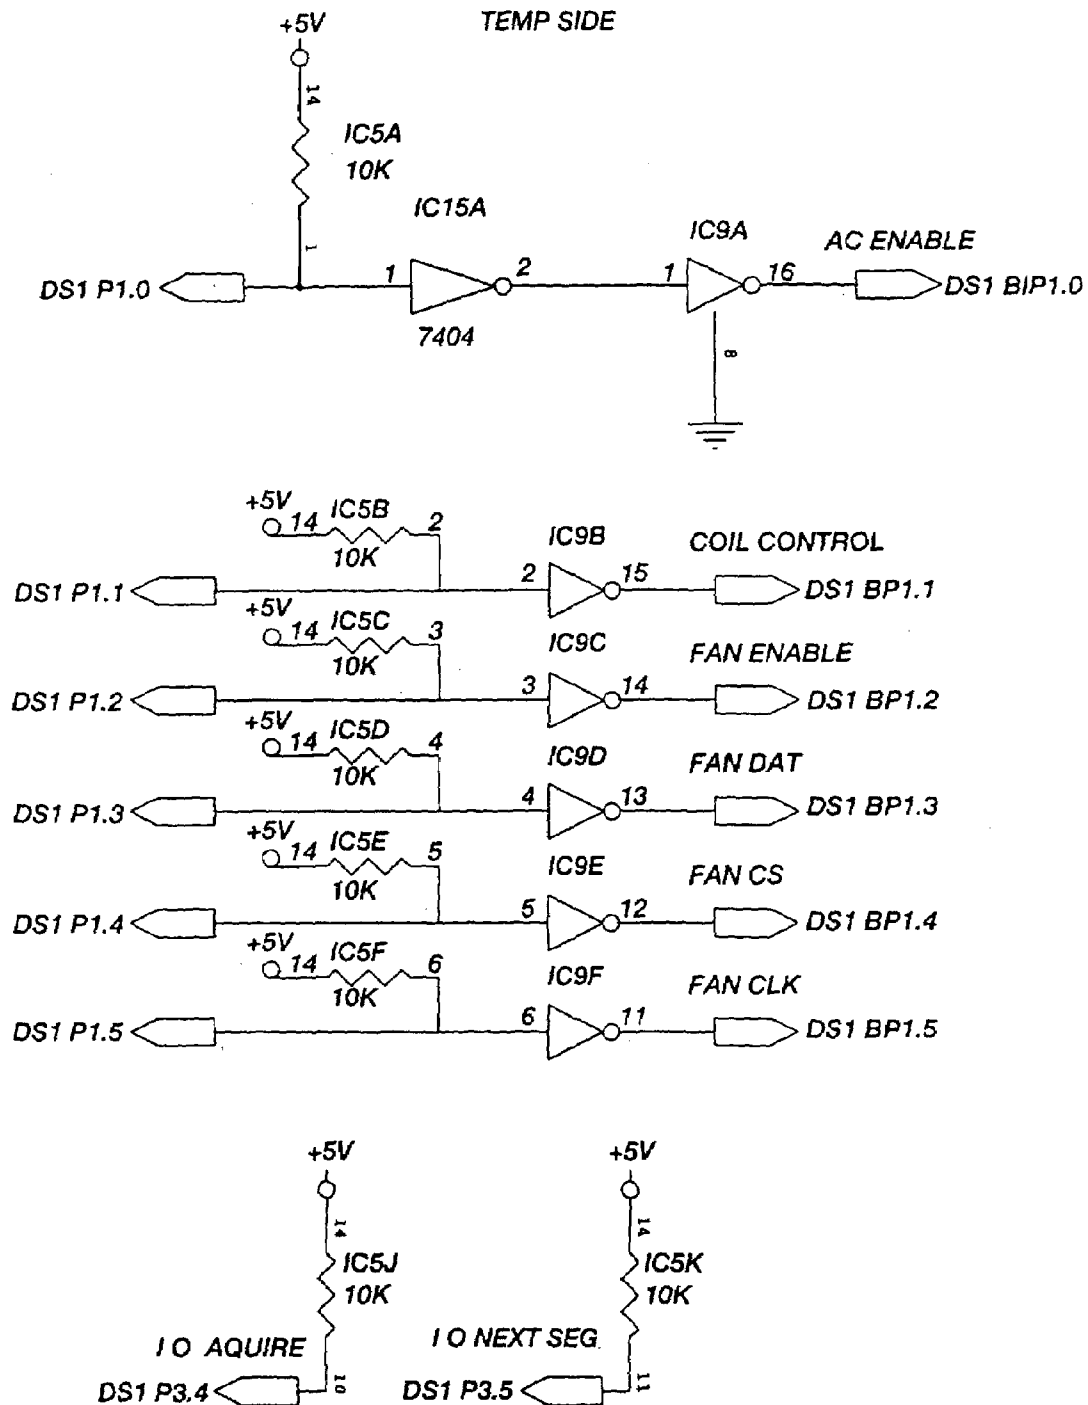 +5V
TEMP SIDE
14
IC5A
10K
1
IC15A
IC9A
AC ENABLE
DS1 P1.0
1
2
1
16
DS1 BIP1.0
7404
8
+5V
14
IC5B
2
10K
IC9B
COIL CONTROL
DS1 P1.1
2
15
DS1 BP1.1
+5V
14
IC5C
3
10K
IC9C
FAN ENABLE
DS1 P1.2
3
14
DS1 BP1.2
+5V
14
IC5D
4
10K
IC9D
FAN DAT
DS1 P1.3
4
13
DS1 BP1.3
+5V
14
IC5E
5
10K
IC9E
FAN CS
DS1 P1.4
5
12
DS1 BP1.4
+5V
14
IC5F
6
10K
IC9F
FAN CLK
DS1 P1.5
6
11
DS1 BP1.5
+5V
+5V
14
14
IC5J
10K
IC5K
10K
I O AQUIRE
I O NEXT SEG
DS1 P3.4
10
DS1 P3.5
11